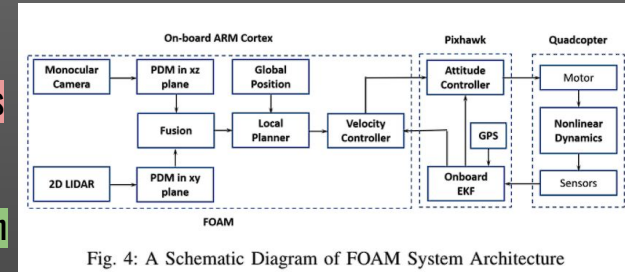 On-board ARM Cortex
Pixhawk
Quadcopter
Monocular
Camera
PDM in xz
plane
Global
Position
Attitude
Controller
Motor
Fusion
Local
Planner
Velocity
Controller
GPS
Nonlinear
Dynamics
2D LIDAR
PDM in xy
plane
Onboard
EKF
Sensors
FOAM
Fig. 4: A Schematic Diagram of FOAM System Architecture